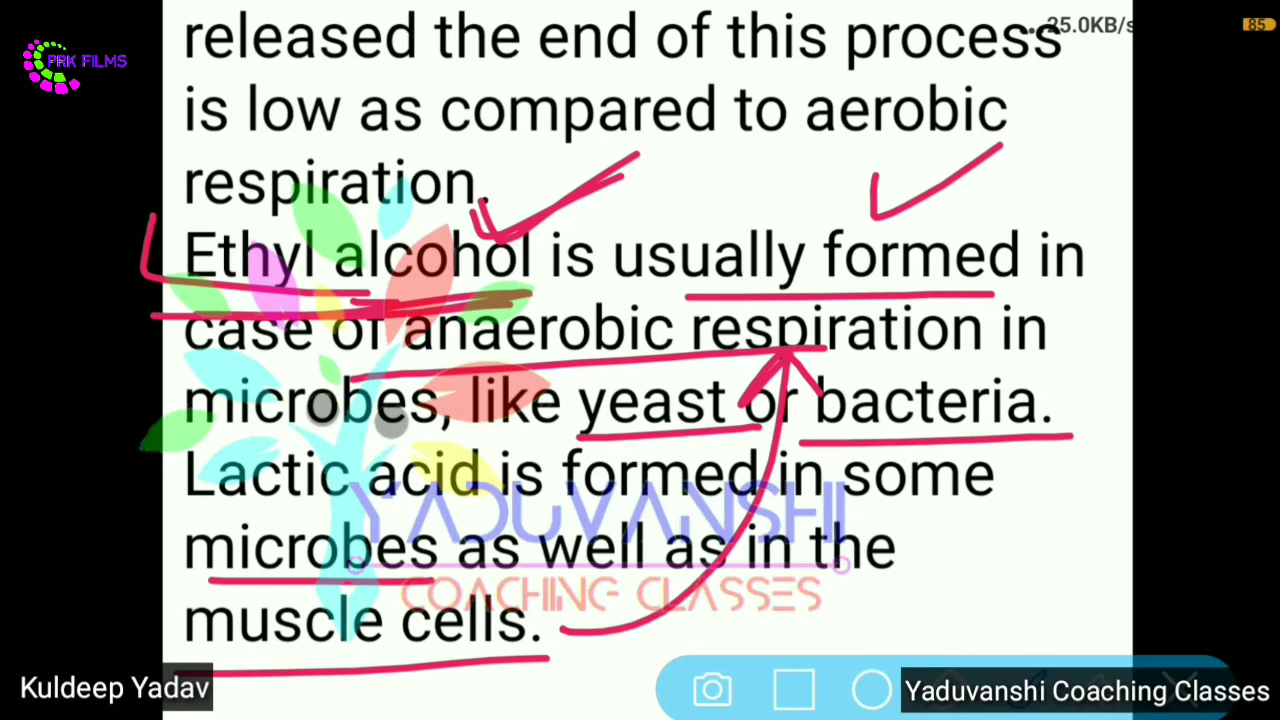 released the end of this process
...25.0KB/s
85
PRK FILMS
is low as compared to aerobic
respiration.
Ethyl alcohol is usually formed in
case of anaerobic respiration in
microbes, like yeast or bacteria.
Lactic acid is formed in some
YADUVANSHI
microbes as well as in the
COACHING CLASSES
muscle cells.
Kuldeep Yadav
Yaduvanshi Coaching Classes